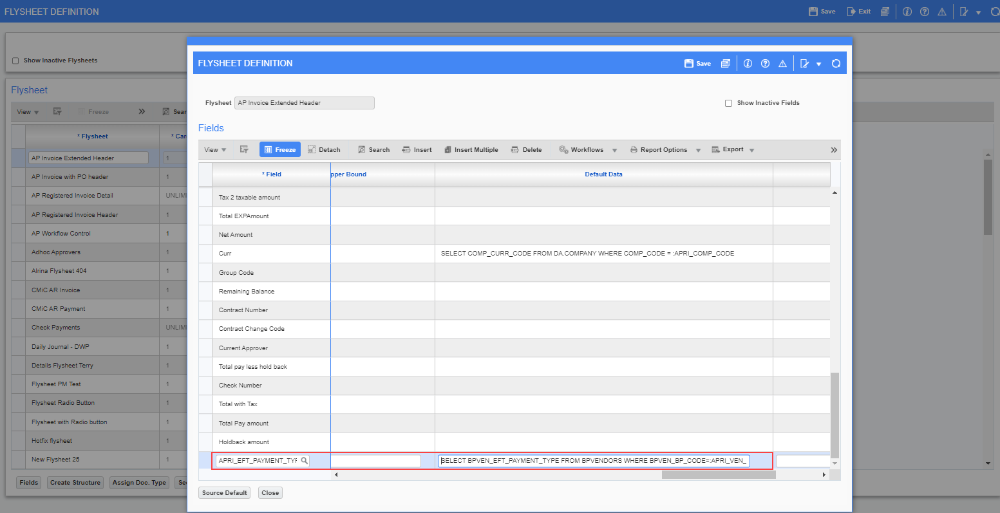 FLYSHEET DEFINITION
Save Exit
Show Inactive Flysheets
Flysheet
View Freeze
* Flysheet
AP Invoice Extended Header 1
AP Invoice with PO header 1
AP Registered Invoice Detail
AP Registered Invoice Header 1
AP Workflow Control 1
Adhoc Approvers 1
Alrina Flysheet 404 1
CMiC AR Invoice 1
CMiC AR Payment 1
Check Payments
Daily Journal - DWP 1
Details Flysheet Terry 1
Flysheet PM Test 1
Flysheet Radio Button 1
Flysheet with Radio button 1
Hotfix flysheet 1
New Flysheet 25 1
Fields Create Structure Assign Doc. Type
FLYSHEET DEFINITION
Save
Flysheet AP Invoice Extended Header Show Inactive Fields
Fields
View Freeze Detach Search Insert Insert Multiple Delete Workflows Report Options Export
* Field pper Bound Default Data
Tax 2 taxable amount
Total EXPAmount
Net Amount
Curr SELECT COMP_CURR_CODE FROM DA.COMPANY WHERE COMP_CODE = :APRI_COMP_CODE
Group Code
Remaining Balance
Contract Number
Contract Change Code
Current Approver
Total pay less hold back
Check Number
Total with Tax
Total Pay amount
Holdback amount
APRI_EFT_PAYMENT_TYP SELECT BPVEN_EFT_PAYMENT_TYPE FROM BPVENDORS WHERE BPVEN_BP_CODE=:APRI_VEN_
Source Default Close